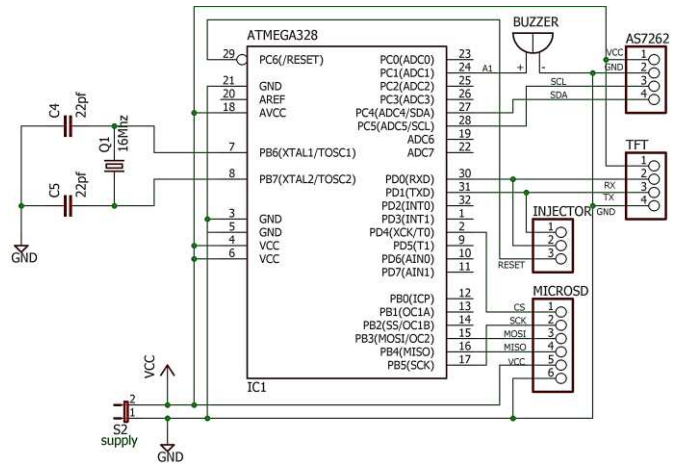 ATMEGA328
BUZZER
AS7262
29 PC6(/RESET) PC0(ADC0) 23
PC1(ADC1) 24 A1 + - VCC 1
21 GND PC2(ADC2) 25 GND 2
20 AREF PC3(ADC3) 26 SCL 3
18 AVCC PC4(ADC4/SDA) 27 SDA 4
PC5(ADC5/SCL) 28
ADC6 19
7 PB6(XTAL1/TOSC1) ADC7 22
C4 22pf
Q1 16Mhz
C5 22pf
TFT
1
8 PB7(XTAL2/TOSC2) PD0(RXD) 30 2
PD1(TXD) 31 RX 3
PD2(INT0) 32 TX 4
GND
3 GND PD3(INT1) 1
5 GND PD4(XCK/T0) 2
4 VCC PD5(T1) 9
6 VCC PD6(AIN0) 10
PD7(AIN1) 11
INJECTOR
1
2
RESET 3
GND
PB0(ICP) 12
PB1(OC1A) 13
PB2(SS/OC1B) 14
PB3(MOSI/OC2) 15
PB4(MISO) 16
PB5(SCK) 17
MICROSD
CS 1
SCK 2
MOSI 3
MISO 4
VCC 5
6
IC1
VCC
2
1
S2
supply
GND